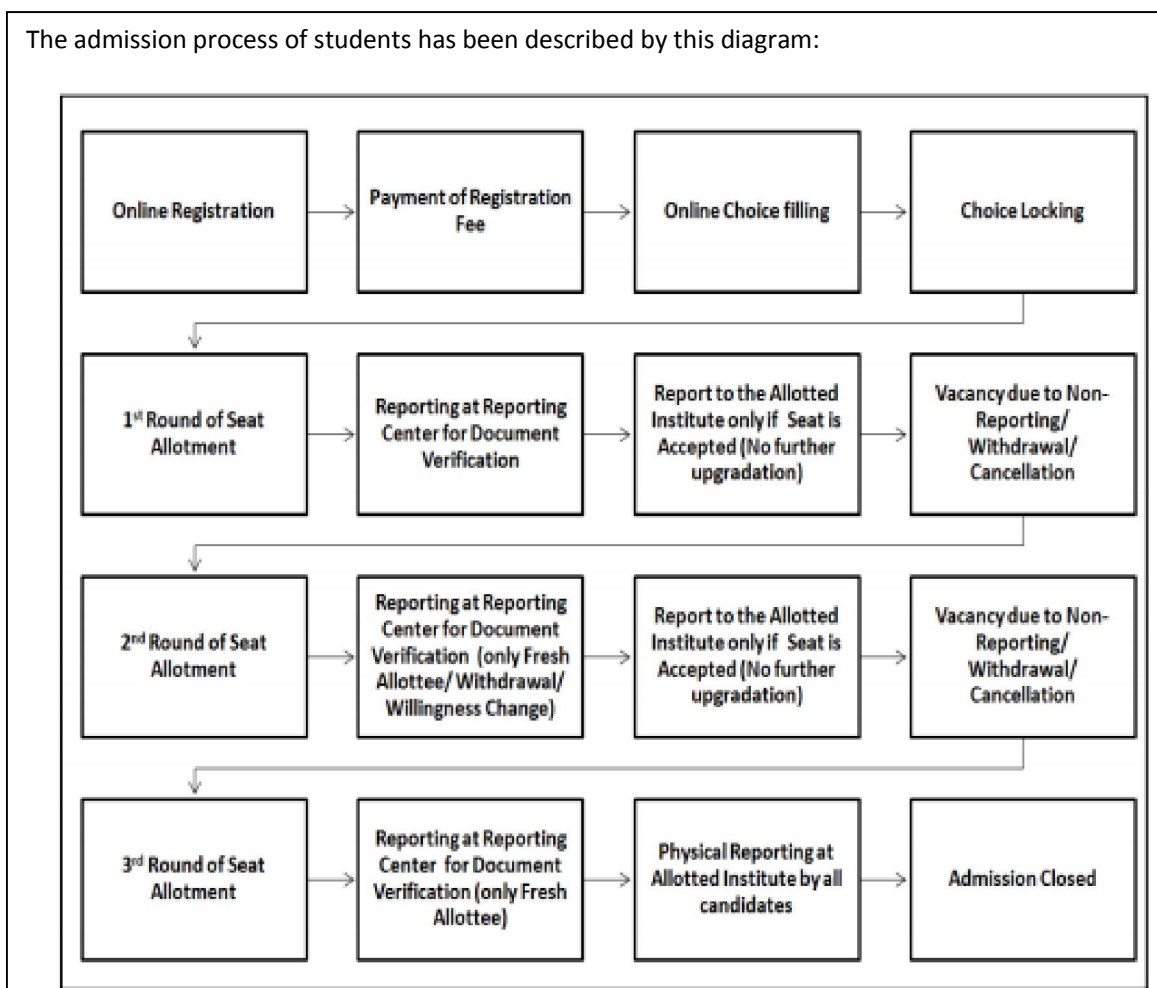 The admission process of students has been described by this diagram:
Online Registration
Payment of Registration
Fee
Online Choice filling
Choice Locking
1st Round of Seat
Allotment
Reporting at Reporting
Center for Document
Verification
Report to the Allotted
Institute only if Seat is
Accepted (No further
upgradation)
Vacancy due to Non-
Reporting/
Withdrawal/
Cancellation
2nd Round of Seat
Allotment
Reporting at Reporting
Center for Document
Verification (only Fresh
Allottee/ Withdrawal/
Willingness Change)
Report to the Allotted
Institute only if Seat is
Accepted (No further
upgradation)
Vacancy due to Non-
Reporting/
Withdrawal/
Cancellation
3rd Round of Seat
Allotment
Reporting at Reporting
Center for Document
Verification (only Fresh
Allottee)
Physical Reporting at
Allotted Institute by all
candidates
Admission Closed